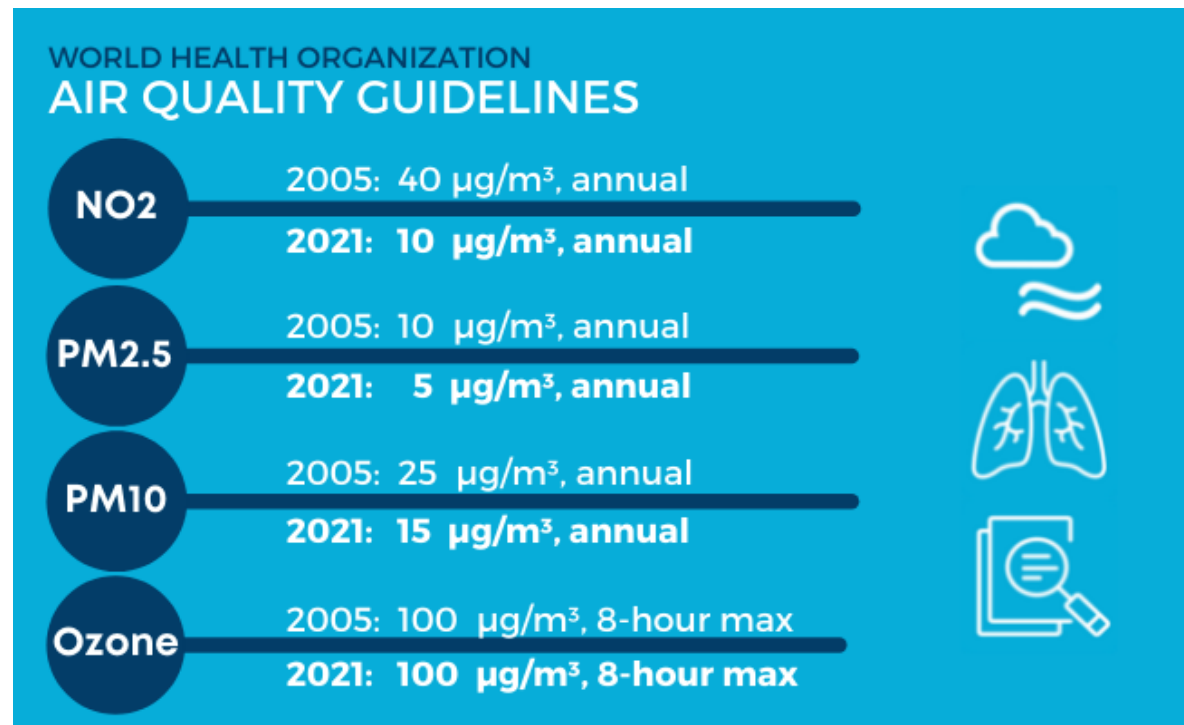 WORLD HEALTH ORGANIZATION
AIR QUALITY GUIDELINES
NO2
2005: 40 µg/m³, annual
2021: 10 µg/m³, annual
PM2.5
2005: 10 µg/m³, annual
2021: 5 µg/m³, annual
PM10
2005: 25 µg/m³, annual
2021: 15 µg/m³, annual
Ozone
2005: 100 µg/m³, 8-hour max
2021: 100 µg/m³, 8-hour max